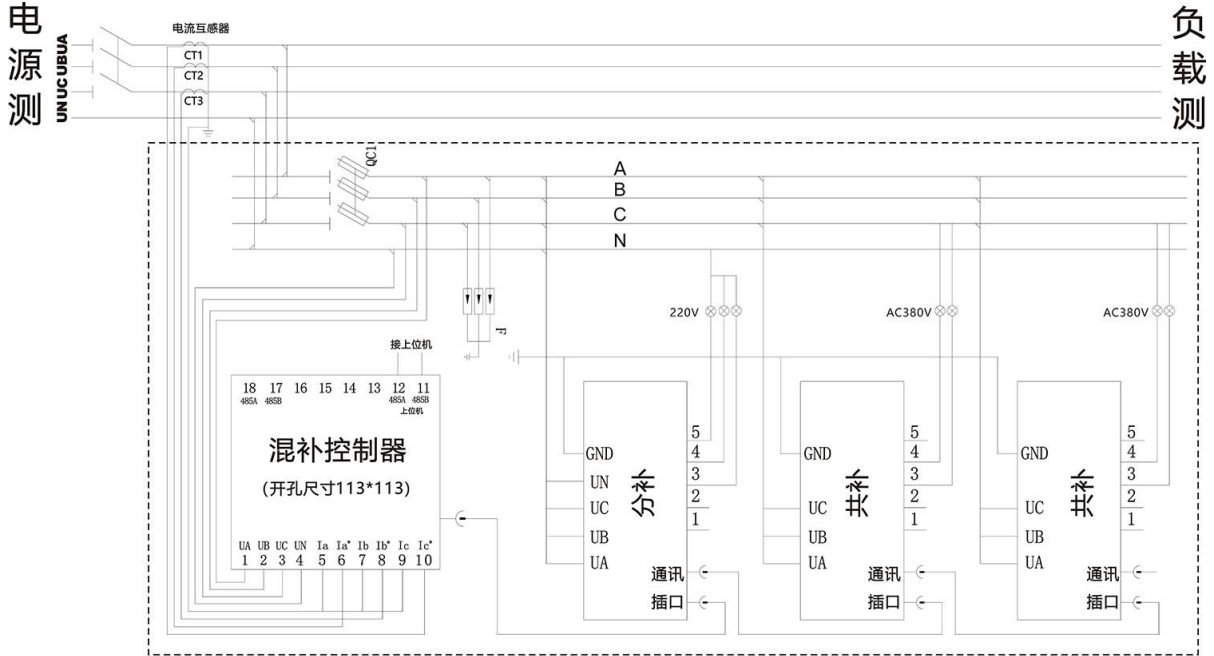 电源测
负载测
UN UC UBUA
电流互感器
CT1
CT2
CT3
QC1
A
B
C
N
220V
AC380V
AC380V
F
接上位机
18 17 16 15 14 13 12 11
485A 485B 485A 485B
上位机
混补控制器
(开孔尺寸113*113)
UA UB UC UN Ia Ia* Ib Ib* Ic Ic*
1 2 3 4 5 6 7 8 9 10
GND
UN
UC
UB
UA
分补
5
4
3
2
1
通讯
插口
GND
UC
UB
UA
共补
5
4
3
2
1
通讯
插口
GND
UC
UB
UA
共补
5
4
3
2
1
通讯
插口